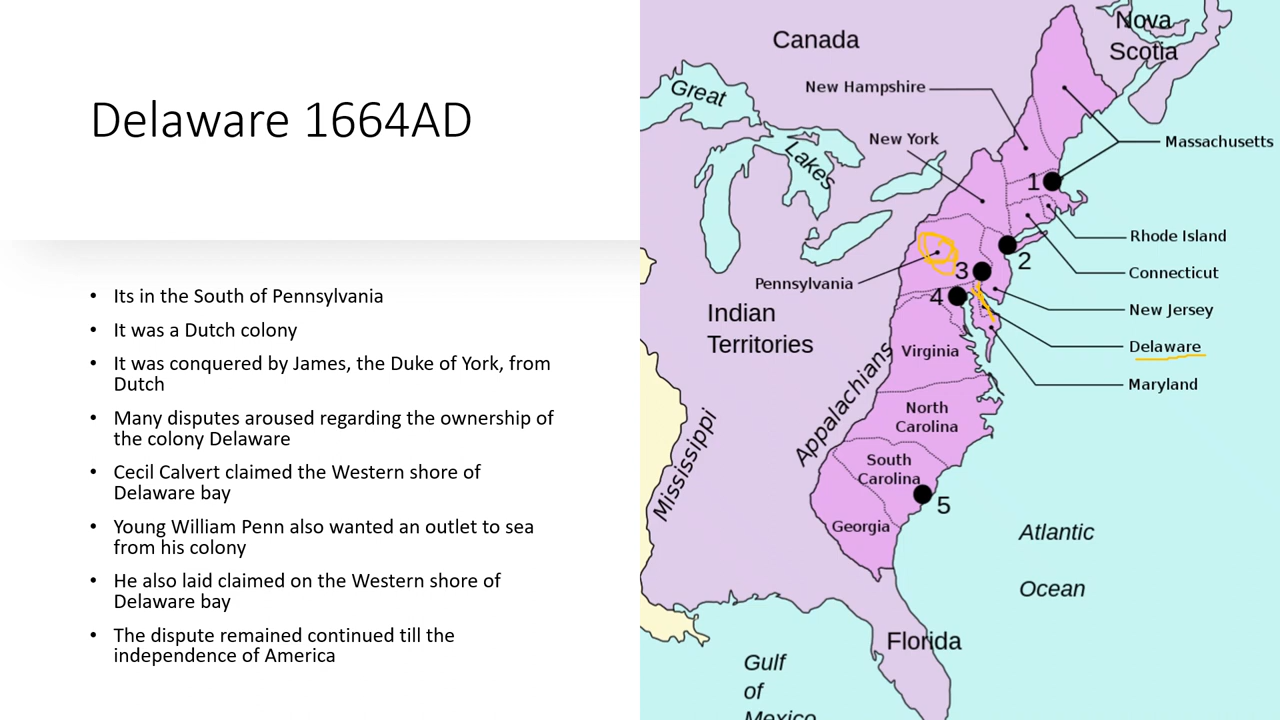 Delaware 1664AD
• Its in the South of Pennsylvania
• It was a Dutch colony
• It was conquered by James, the Duke of York, from
Dutch
• Many disputes aroused regarding the ownership of
the colony Delaware
• Cecil Calvert claimed the Western shore of
Delaware bay
• Young William Penn also wanted an outlet to sea
from his colony
• He also laid claimed on the Western shore of
Delaware bay
• The dispute remained continued till the
independence of America
Nova
Scotia
Canada
New Hampshire
Great
Lakes
New York
Massachusetts
1
Rhode Island
2
Connecticut
3
Pennsylvania
4
New Jersey
Indian
Territories
Delaware
Virginia
Maryland
Appalachians
Mississippi
North
Carolina
South
Carolina
5
Georgia
Atlantic
Ocean
Florida
Gulf
of
Mexico